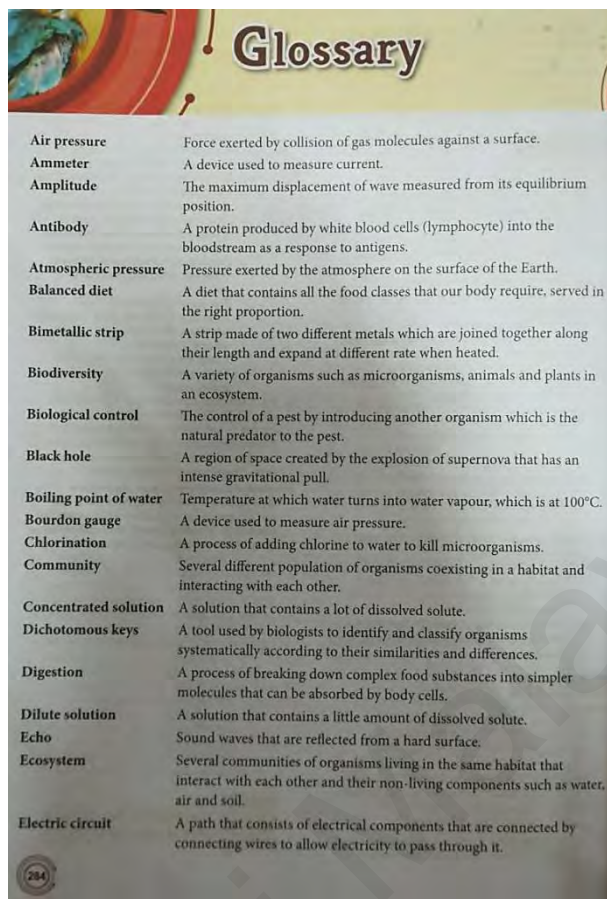 Glossary
Air pressure Force exerted by collision of gas molecules against a surface.
Ammeter A device used to measure current.
Amplitude The maximum displacement of wave measured from its equilibrium
position.
Antibody A protein produced by white blood cells (lymphocyte) into the
bloodstream as a response to antigens.
Atmospheric pressure Pressure exerted by the atmosphere on the surface of the Earth.
Balanced diet A diet that contains all the food classes that our body require, served in
the right proportion.
Bimetallic strip A strip made of two different metals which are joined together along
their length and expand at different rate when heated.
Biodiversity A variety of organisms such as microorganisms, animals and plants in
an ecosystem.
Biological control The control of a pest by introducing another organism which is the
natural predator to the pest.
Black hole A region of space created by the explosion of supernova that has an
intense gravitational pull.
Boiling point of water Temperature at which water turns into water vapour, which is at 100°C.
Bourdon gauge A device used to measure air pressure.
Chlorination A process of adding chlorine to water to kill microorganisms.
Community Several different population of organisms coexisting in a habitat and
interacting with each other.
Concentrated solution A solution that contains a lot of dissolved solute.
Dichotomous keys A tool used by biologists to identify and classify organisms
systematically according to their similarities and differences.
Digestion A process of breaking down complex food substances into simpler
molecules that can be absorbed by body cells.
Dilute solution A solution that contains a little amount of dissolved solute.
Echo Sound waves that are reflected from a hard surface.
Ecosystem Several communities of organisms living in the same habitat that
interact with each other and their non-living components such as water,
air and soil.
Electric circuit A path that consists of electrical components that are connected by
connecting wires to allow electricity to pass through it.
284